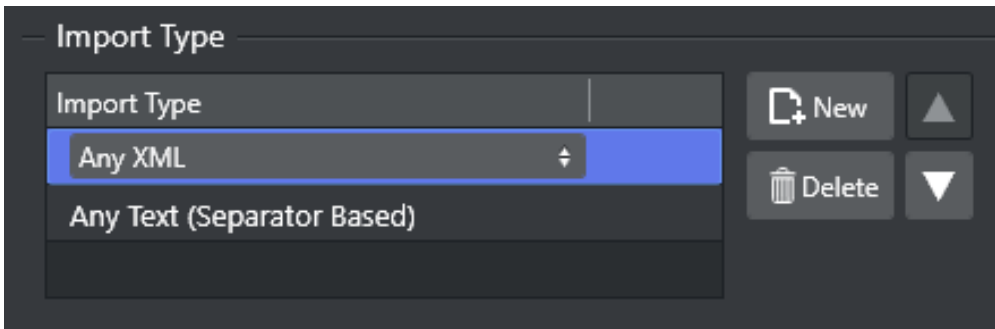 Import Type
Import Type
Any XML
Any Text (Separator Based)
New
Delete